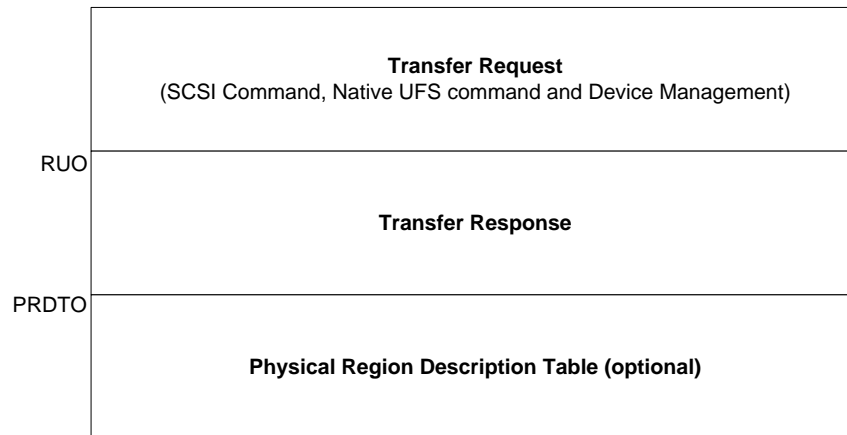 Transfer Request
(SCSI Command, Native UFS command and Device Management)
RUO
Transfer Response
PRDTO
Physical Region Description Table (optional)